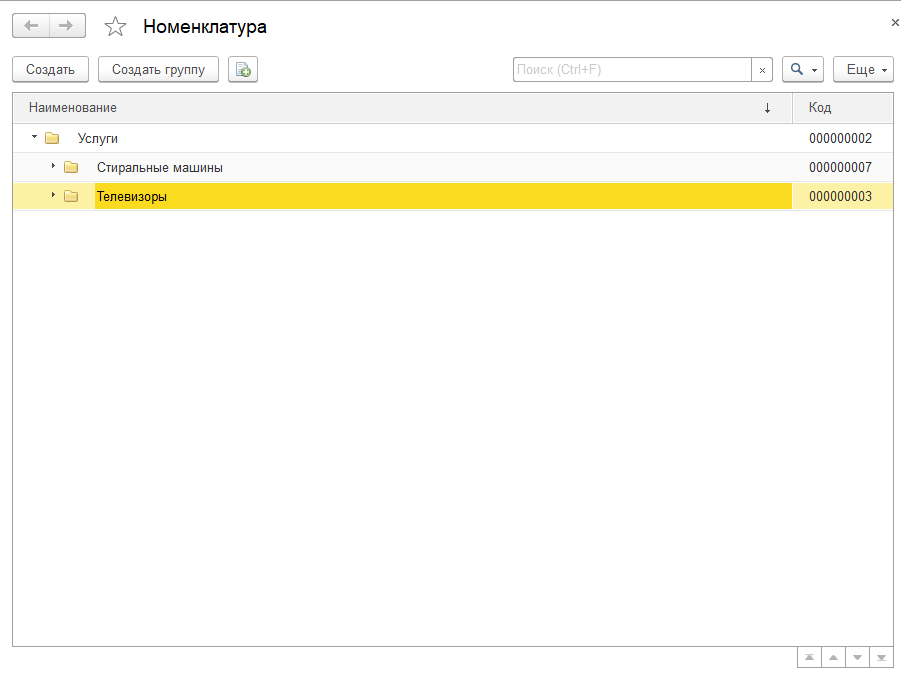 Номенклатура
Создать Создать группу Поиск (Ctrl+F) Еще
Наименование Код
Услуги 000000002
Стиральные машины 000000007
Телевизоры 000000003